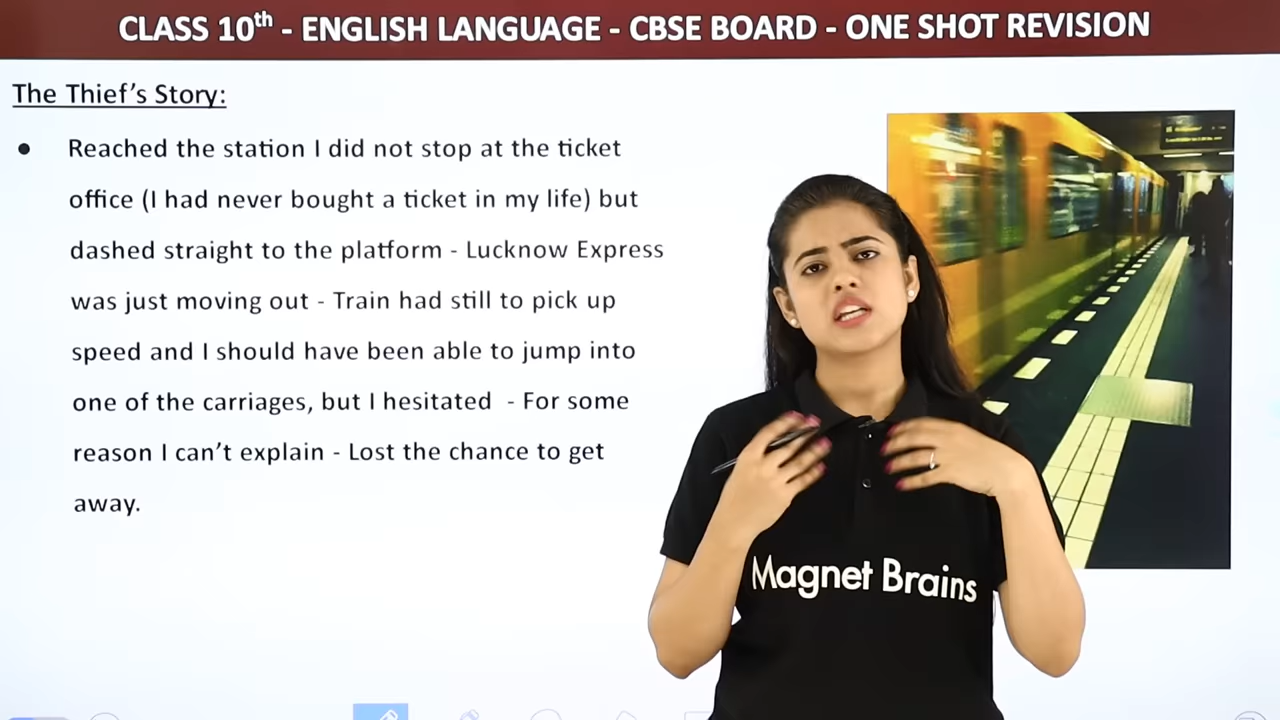 CLASS 10th - ENGLISH LANGUAGE - CBSE BOARD - ONE SHOT REVISION
The Thief’s Story:
● Reached the station I did not stop at the ticket
office (I had never bought a ticket in my life) but
dashed straight to the platform - Lucknow Express
was just moving out - Train had still to pick up
speed and I should have been able to jump into
one of the carriages, but I hesitated - For some
reason I can’t explain - Lost the chance to get
away.
Magnet Brains